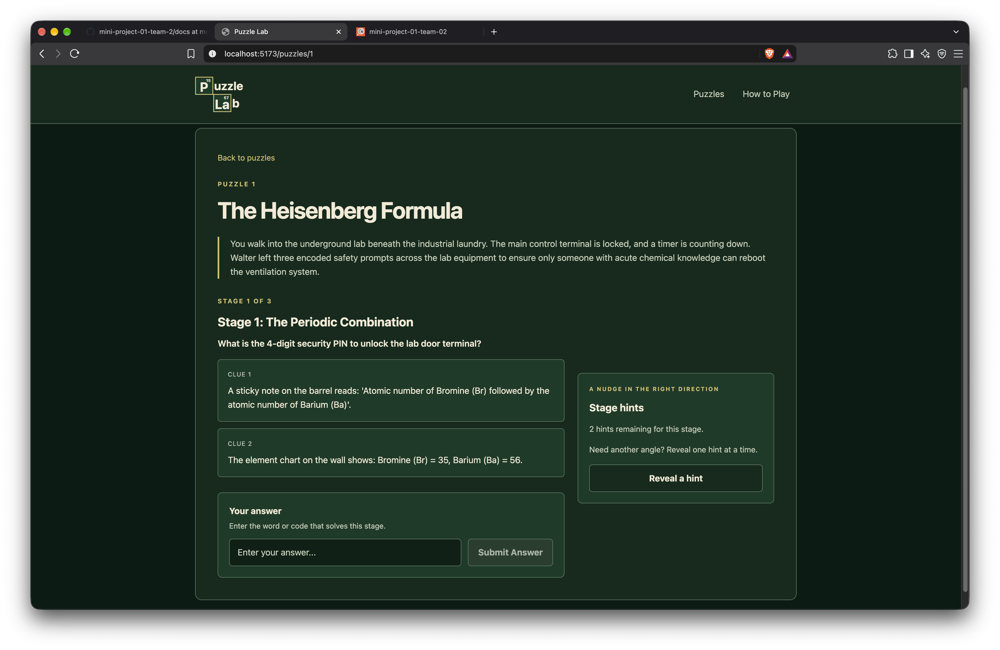 mini-project-01-team-2/docs at me
Puzzle Lab
mini-project-01-team-02
localhost:5173/puzzles/1
P 15 uzzle
La 57 b
Puzzles
How to Play
Back to puzzles
PUZZLE 1
The Heisenberg Formula
You walk into the underground lab beneath the industrial laundry. The main control terminal is locked, and a timer is counting down.
Walter left three encoded safety prompts across the lab equipment to ensure only someone with acute chemical knowledge can reboot
the ventilation system.
STAGE 1 OF 3
Stage 1: The Periodic Combination
What is the 4-digit security PIN to unlock the lab door terminal?
CLUE 1
A sticky note on the barrel reads: 'Atomic number of Bromine (Br) followed by the
atomic number of Barium (Ba)'.
CLUE 2
The element chart on the wall shows: Bromine (Br) = 35, Barium (Ba) = 56.
Your answer
Enter the word or code that solves this stage.
Enter your answer...
Submit Answer
A NUDGE IN THE RIGHT DIRECTION
Stage hints
2 hints remaining for this stage.
Need another angle? Reveal one hint at a time.
Reveal a hint